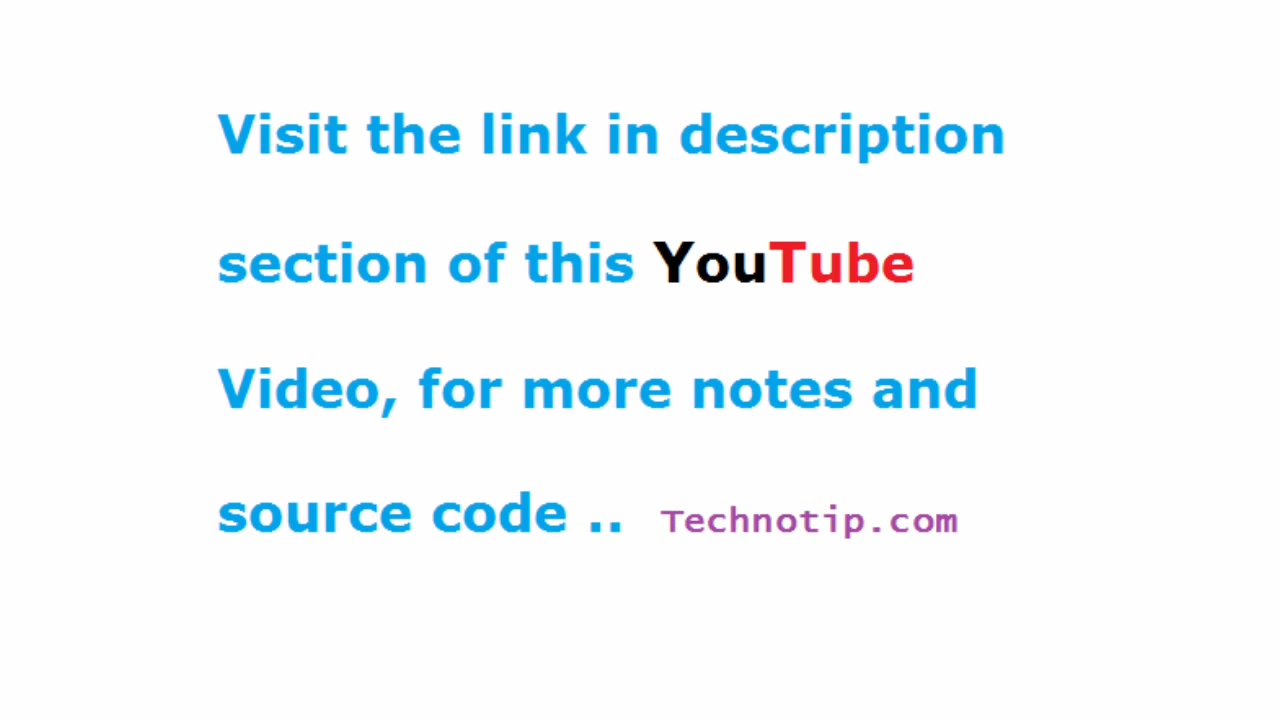 Visit the link in description
section of this YouTube
Video, for more notes and
source code .. Technotip.com